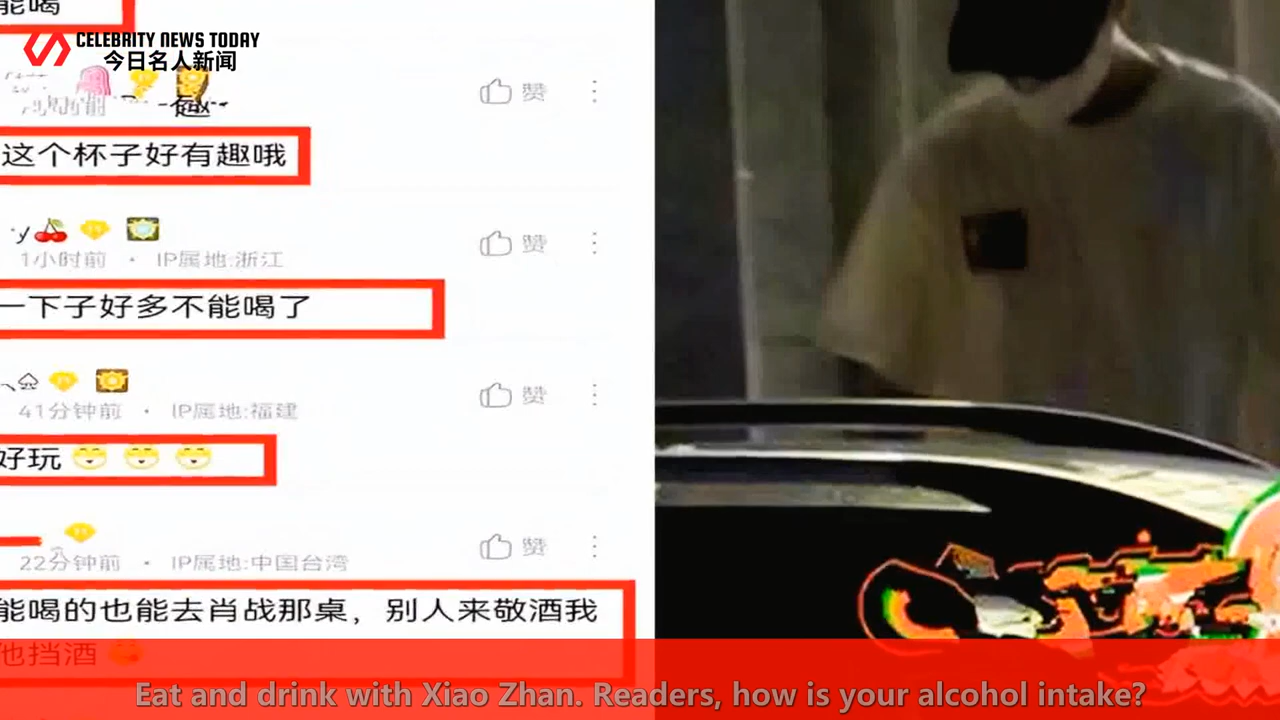 能喝
CELEBRITY NEWS TODAY
今日名人新闻
赞
这个杯子好有趣哦
y
1小时前 · IP属地:浙江
赞
一下子好多不能喝了
41分钟前 · IP属地:福建
赞
好玩
22分钟前 · IP属地:中国台湾
赞
能喝的也能去肖战那桌，别人来敬酒我
他挡酒
Eat and drink with Xiao Zhan. Readers, how is your alcohol intake?